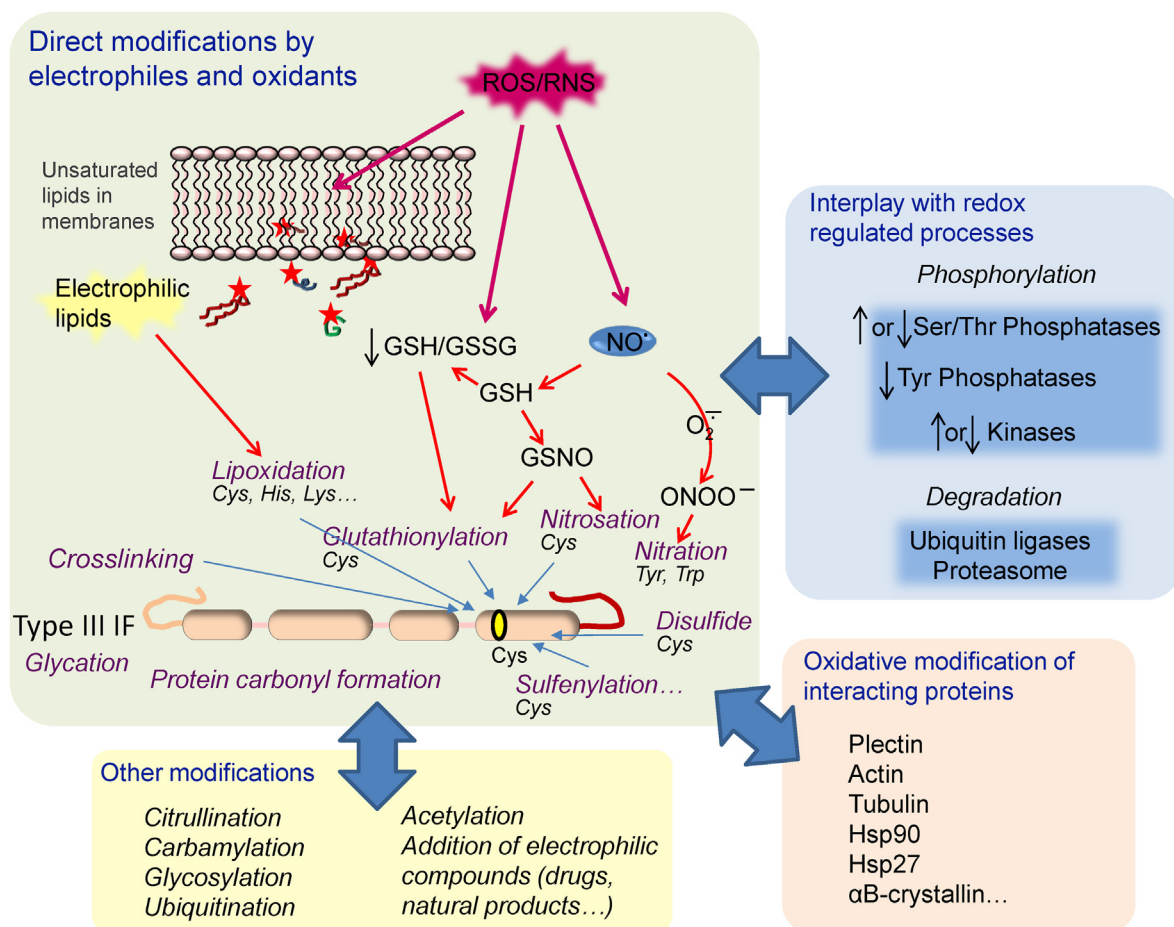 Direct modifications by
electrophiles and oxidants
ROS/RNS
Unsaturated
lipids in
membranes
Electrophilic
lipids
↓ GSH/GSSG
NO·
GSH
O₂·̅
GSNO
ONOO–
Lipoxidation
Cys, His, Lys…
Glutathionylation
Cys
Nitrosation
Cys
Nitration
Tyr, Trp
Crosslinking
Type III IF
Glycation
Cys
Disulfide
Cys
Protein carbonyl formation
Sulfenylation…
Cys
Interplay with redox
regulated processes
Phosphorylation
↑ or ↓ Ser/Thr Phosphatases
↓ Tyr Phosphatases
↑ or ↓ Kinases
Degradation
Ubiquitin ligases
Proteasome
Oxidative modification of
interacting proteins
Plectin
Actin
Tubulin
Hsp90
Hsp27
αB-crystallin…
Other modifications
Citrullination
Carbamylation
Glycosylation
Ubiquitination
Acetylation
Addition of electrophilic
compounds (drugs,
natural products…)